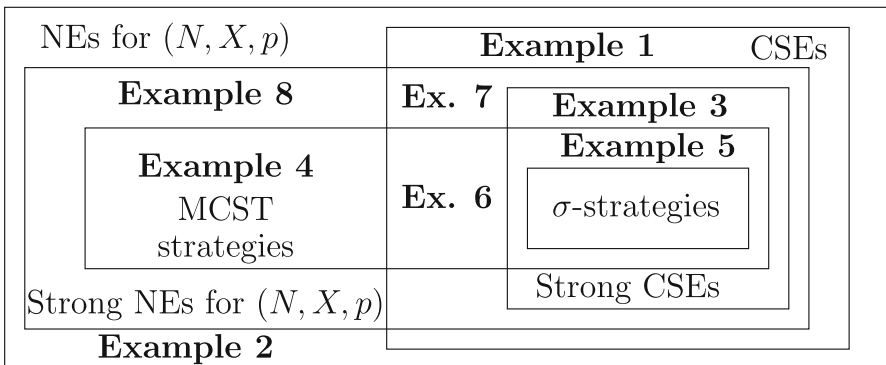 NEs for (N, X, p)
Example 1
CSEs
Example 8
Ex. 7
Example 3
Example 5
Example 4
MCST
strategies
Ex. 6
σ-strategies
Strong CSEs
Strong NEs for (N, X, p)
Example 2